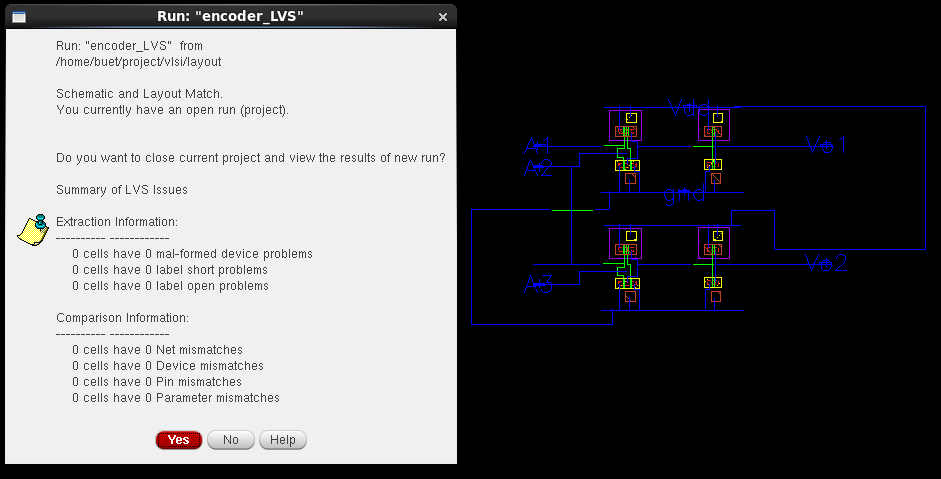 Run: "encoder_LVS"
Run: "encoder_LVS" from
/home/buet/project/vlsi/layout
Schematic and Layout Match.
You currently have an open run (project).
Do you want to close current project and view the results of new run?
Summary of LVS Issues
Extraction Information:
---------- ------------
0 cells have 0 mal-formed device problems
0 cells have 0 label short problems
0 cells have 0 label open problems
Comparison Information:
---------- ------------
0 cells have 0 Net mismatches
0 cells have 0 Device mismatches
0 cells have 0 Pin mismatches
0 cells have 0 Parameter mismatches
Yes No Help
Vdd
A1 Vo1
A2
gnd
A3 Vo2